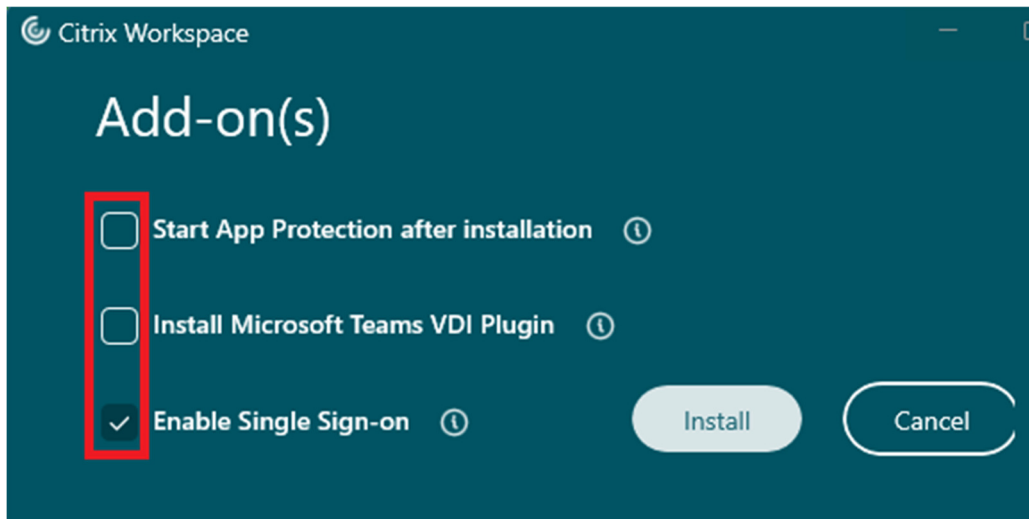 Citrix Workspace
Add-on(s)
Start App Protection after installation
Install Microsoft Teams VDI Plugin
Enable Single Sign-on
Install Cancel